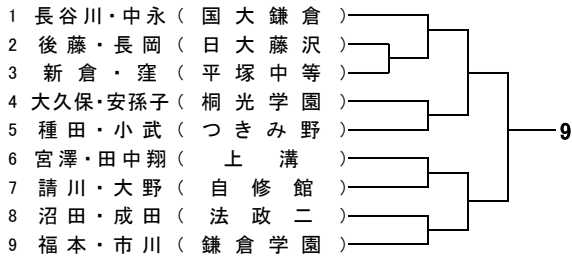 1 長谷川・中永 ( 国大鎌倉 )
2 後藤・長岡 ( 日大藤沢 )
3 新倉・窪 ( 平塚中等 )
4 大久保・安孫子 ( 桐光学園 )
5 種田・小武 ( つきみ野 )
6 宮澤・田中翔 ( 上溝 )
7 請川・大野 ( 自修館 )
8 沼田・成田 ( 法政二 )
9 福本・市川 ( 鎌倉学園 )
9